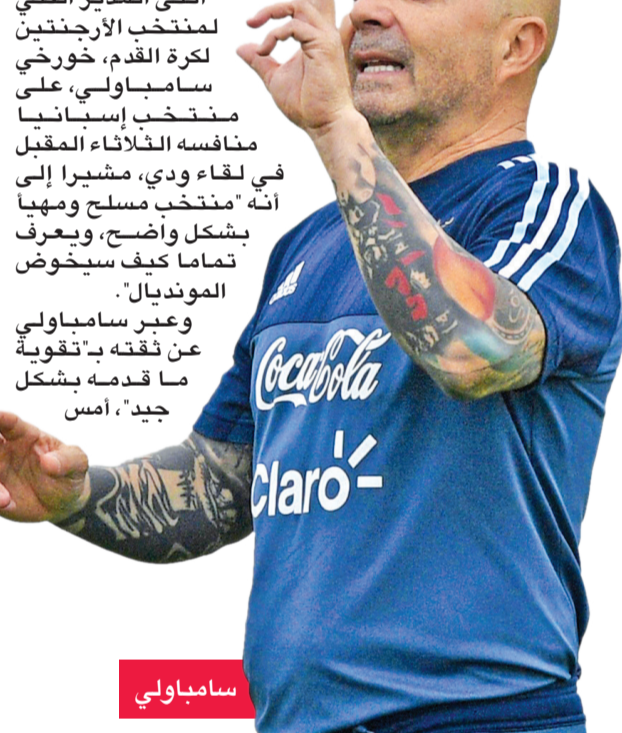 لمنتخب الأرجنتين
لكرة القدم، خورخي
سامباولي، على
منتخب إسبانيا
منافسه الثلاثاء المقبل
في لقاء ودي، مشيرا إلى
أنه "منتخب مسلح ومهيأ
بشكل واضح، ويعرف
تماما كيف سيخوض
المونديال".
وعبر سامباولي
عن ثقته بـ"تقوية
ما قدمه بشكل
جيد"، أمس
adidas
Coca-Cola
Claro
سامباولي